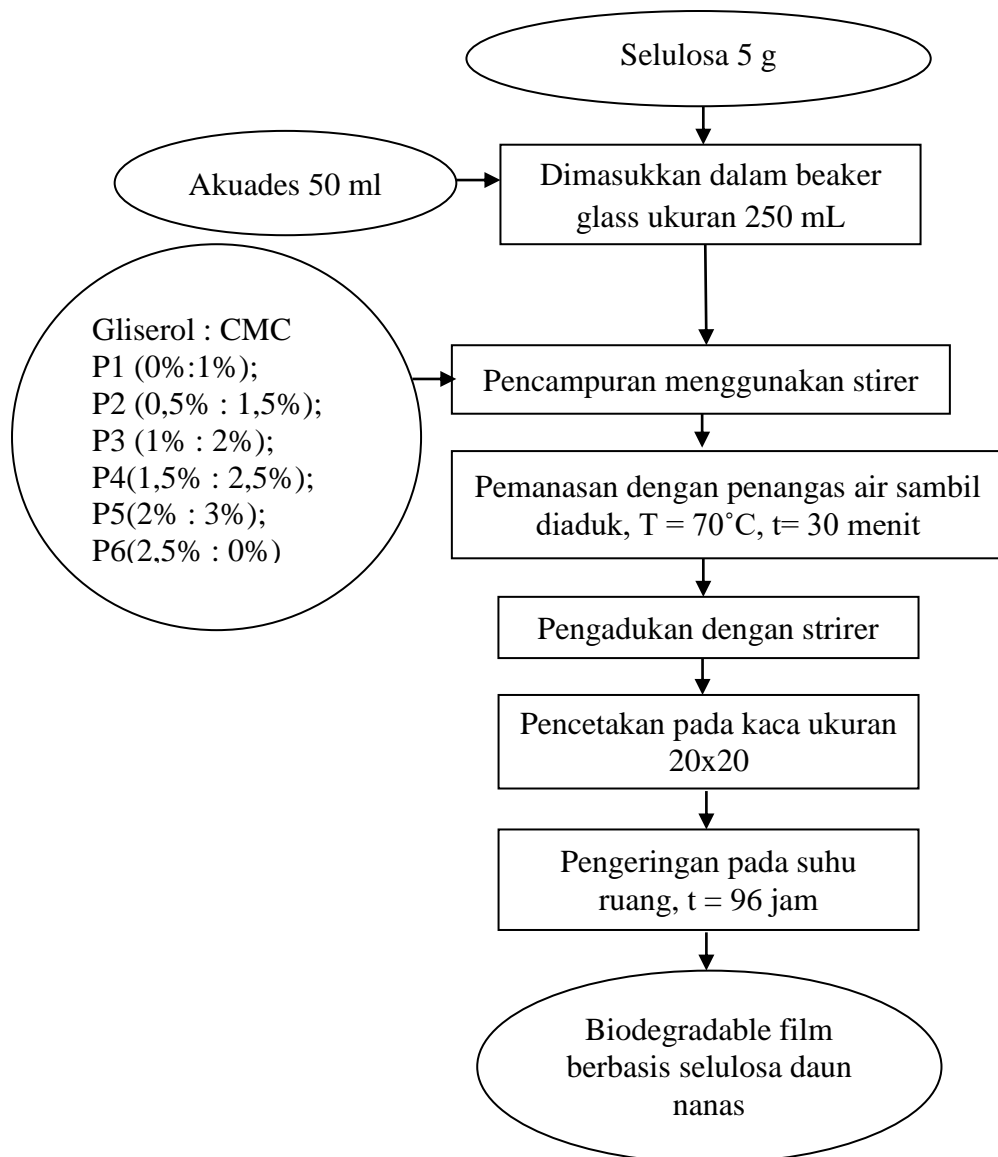 Selulosa 5 g
Akuades 50 ml
Dimasukkan dalam beaker
glass ukuran 250 mL
Gliserol : CMC
P1 (0%:1%);
P2 (0,5% : 1,5%);
P3 (1% : 2%);
P4(1,5% : 2,5%);
P5(2% : 3%);
P6(2,5% : 0%)
Pencampuran menggunakan stirer
Pemanasan dengan penangas air sambil
diaduk, T = 70˚C, t= 30 menit
Pengadukan dengan strirer
Pencetakan pada kaca ukuran
20x20
Pengeringan pada suhu
ruang, t = 96 jam
Biodegradable film
berbasis selulosa daun
nanas